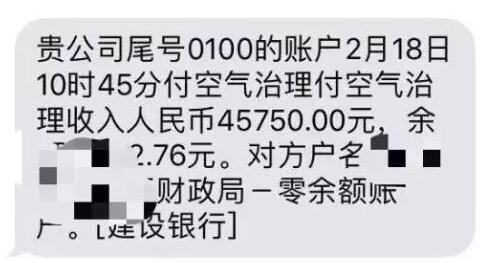 贵公司尾号0100的账户2月18日
10时45分付空气治理付空气治
理收入人民币45750.00元，余
2.76元。对方户名
财政局－零余额账
户。[建设银行]